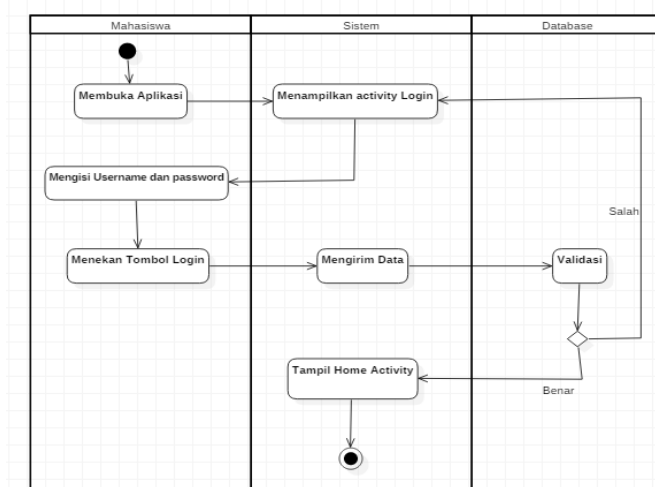 Mahasiswa
Sistem
Database
Membuka Aplikasi
Menampilkan activity Login
Mengisi Username dan password
Salah
Menekan Tombol Login
Mengirim Data
Validasi
Tampil Home Activity
Benar